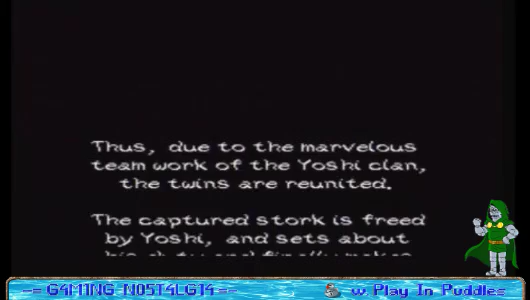 Thus, due to the marvelous
team work of the Yoshi clan,
the twins are reunited.
The captured stork is freed
by Yoshi, and sets about
-= G4M1NG N05T4LG14=-
w Play In Puddles